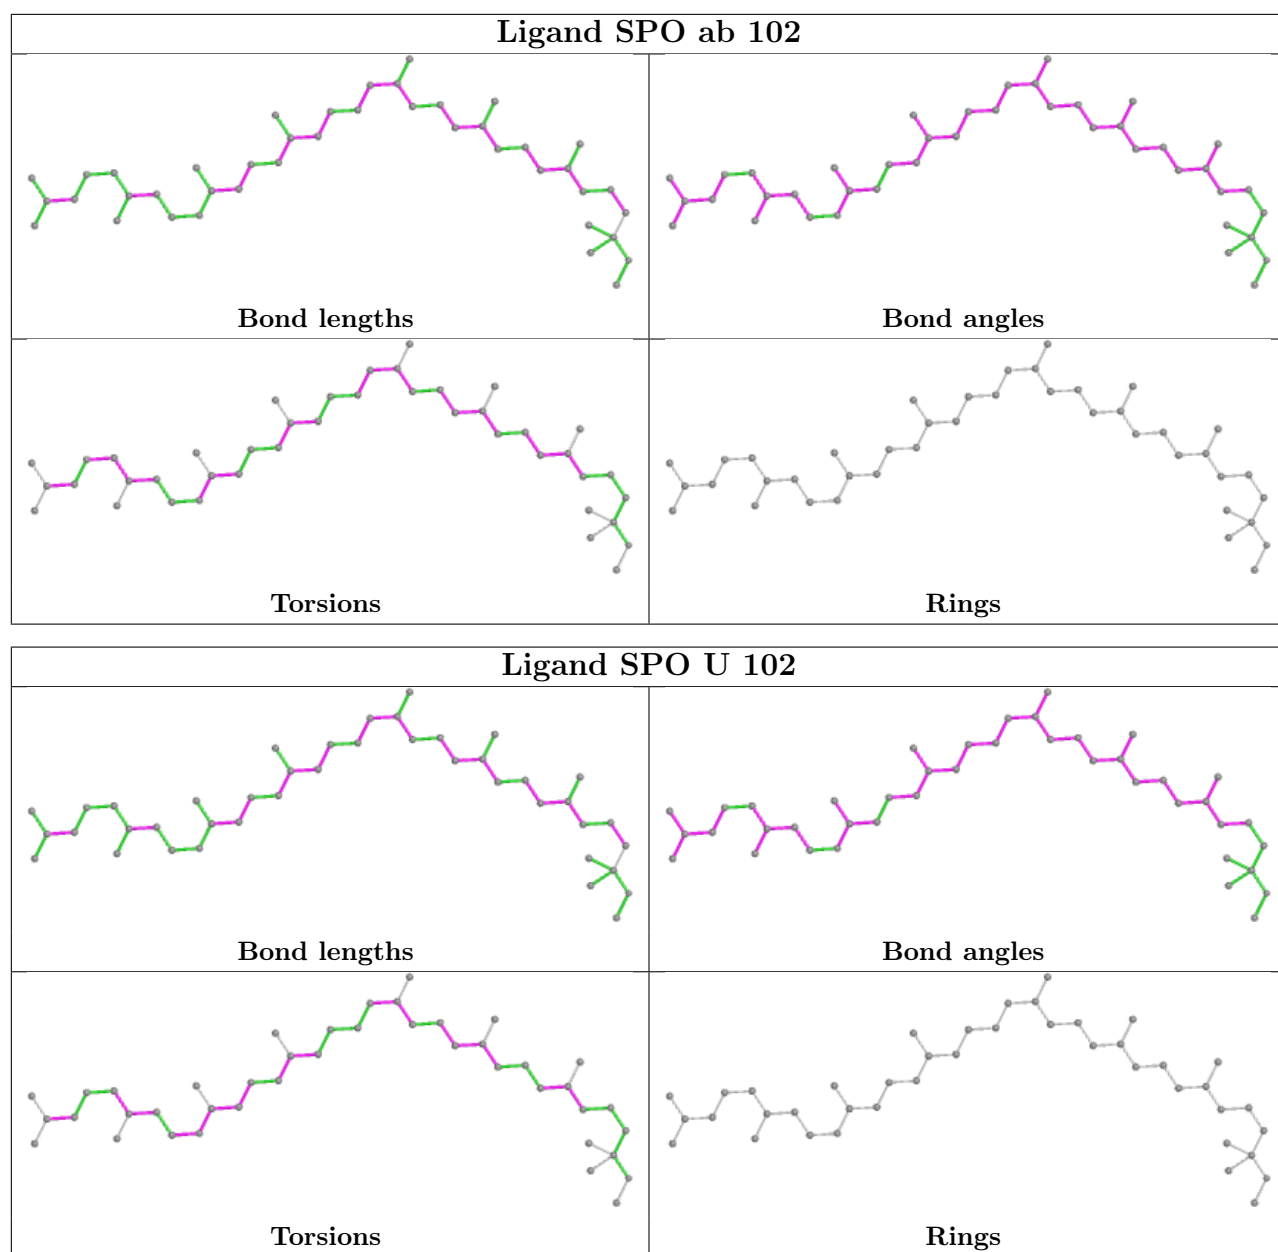 Ligand SPO ab 102
Bond lengths
Bond angles
Torsions
Rings
Ligand SPO U 102
Bond lengths
Bond angles
Torsions
Rings